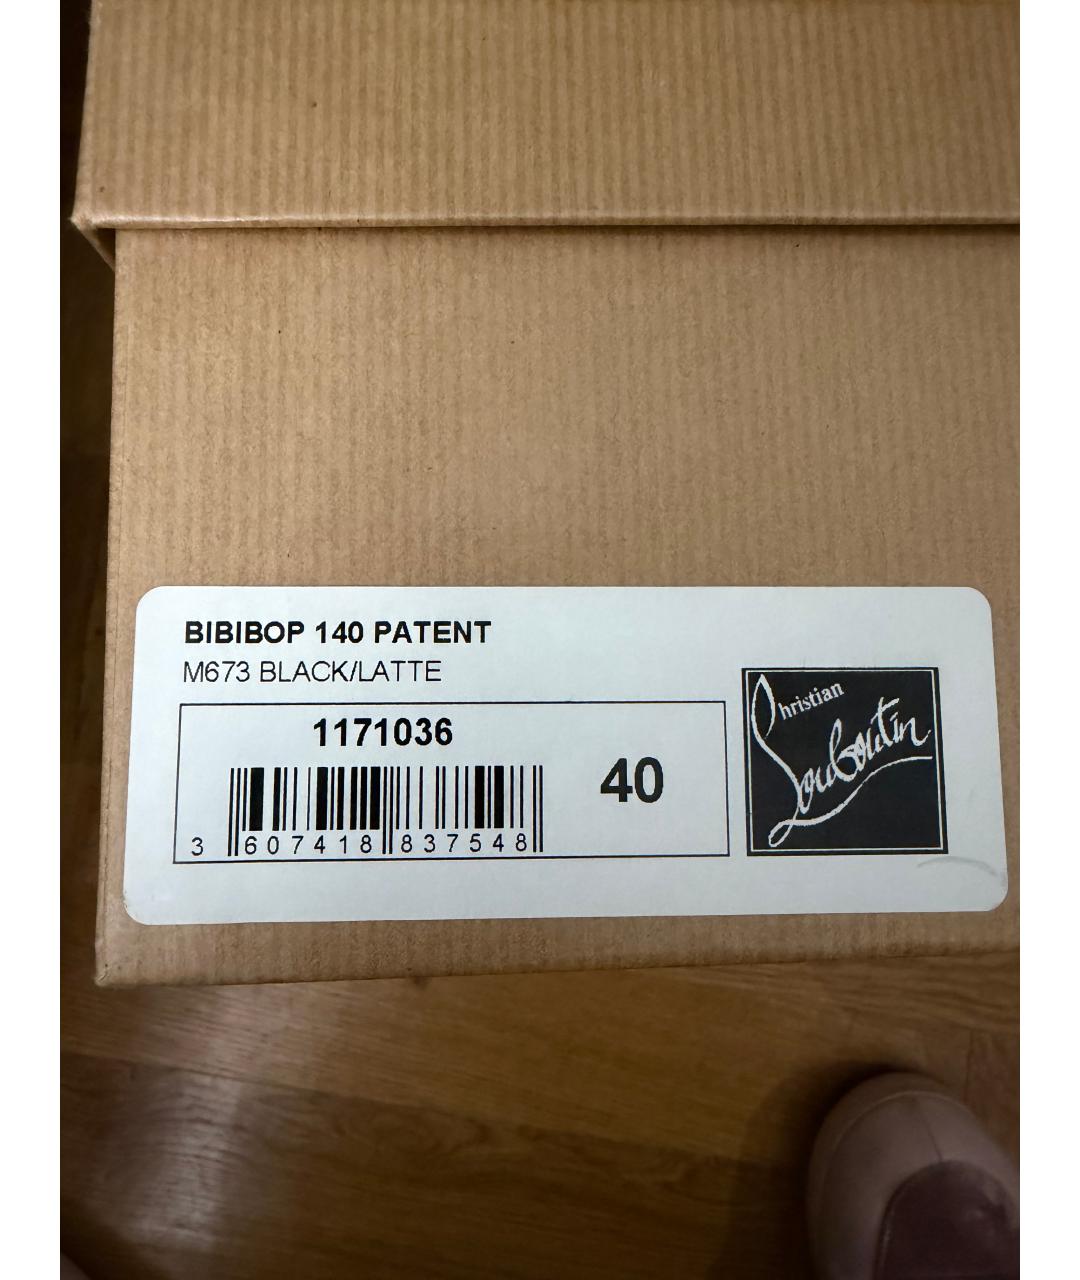 BIBIBOP 140 PATENT
M673 BLACK/LATTE
1171036
40
3 607418 837548
Christian
Louboutin